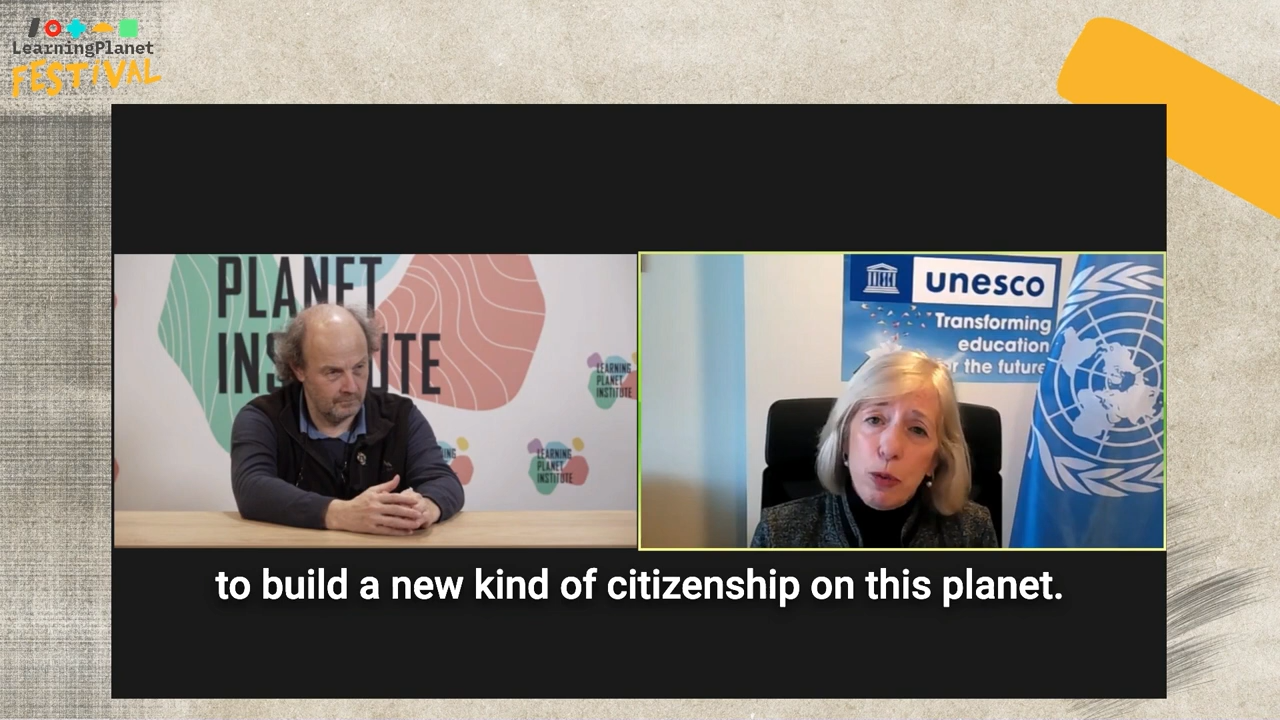 LearningPlanet
FESTIVAL
PLANET
INSTITUTE
LEARNING
PLANET
INSTITUTE
LEARNING
PLANET
INSTITUTE
unesco
Transforming
education
the future
to build a new kind of citizenship on this planet.